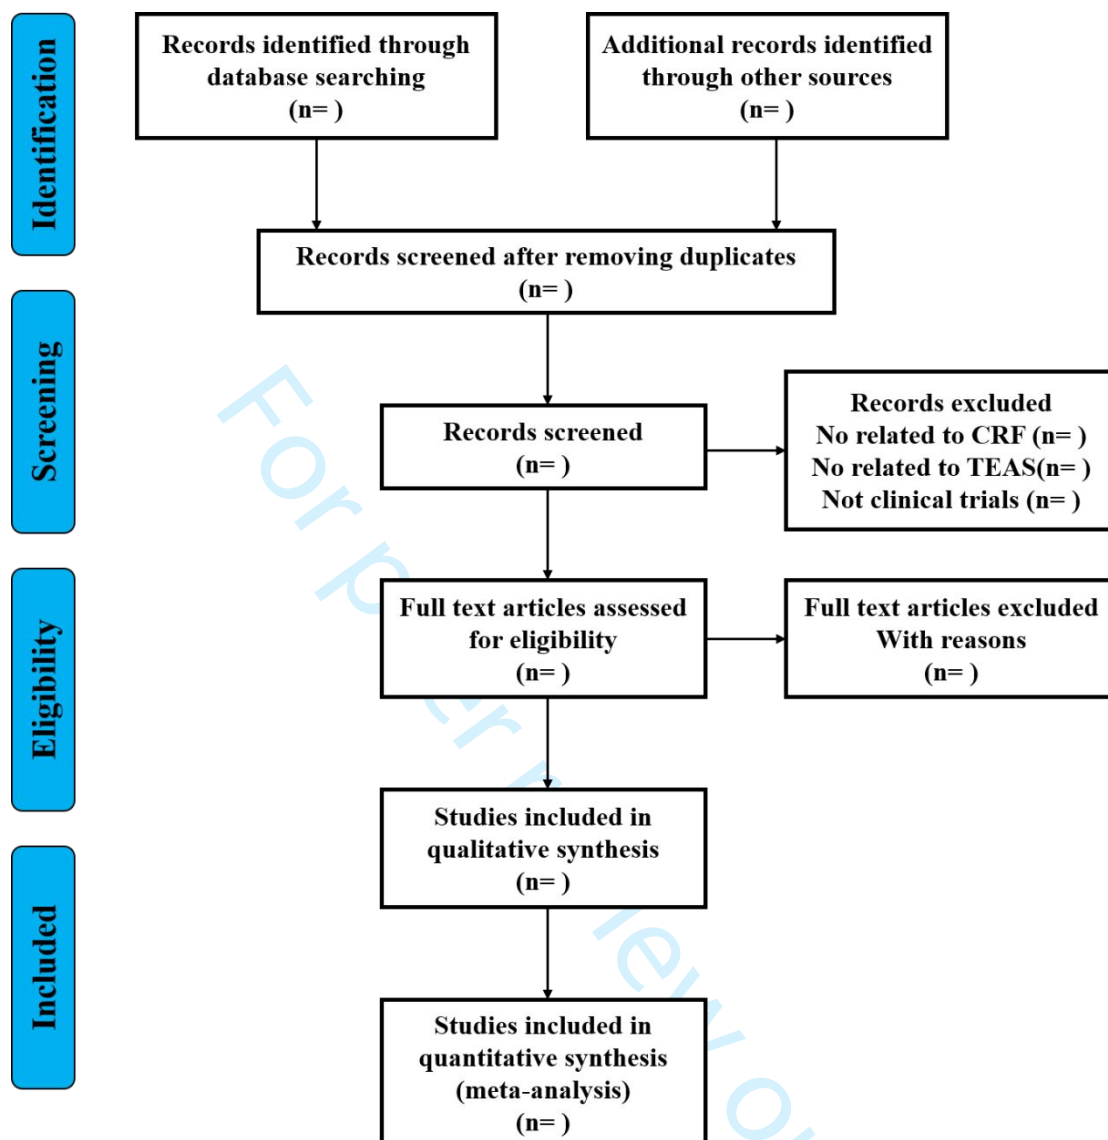 Identification
Records identified through
database searching
(n= )
Additional records identified
through other sources
(n= )
Records screened after removing duplicates
(n= )
Screening
Records screened
(n= )
Records excluded
No related to CRF (n= )
No related to TEAS(n= )
Not clinical trials (n= )
Eligibility
Full text articles assessed
for eligibility
(n= )
Full text articles excluded
With reasons
(n= )
Studies included in
qualitative synthesis
(n= )
Included
Studies included in
quantitative synthesis
(meta-analysis)
(n= )
For